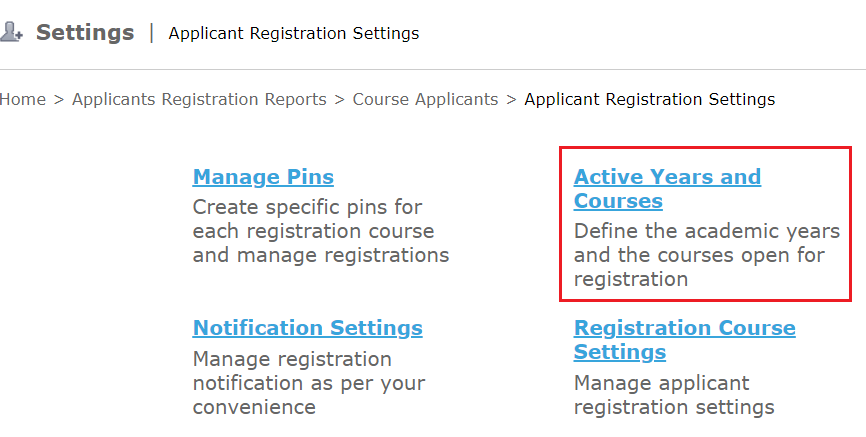 Settings | Applicant Registration Settings
Home > Applicants Registration Reports > Course Applicants > Applicant Registration Settings
Manage Pins
Create specific pins for
each registration course
and manage registrations
Active Years and
Courses
Define the academic years
and the courses open for
registration
Notification Settings
Manage registration
notification as per your
convenience
Registration Course
Settings
Manage applicant
registration settings